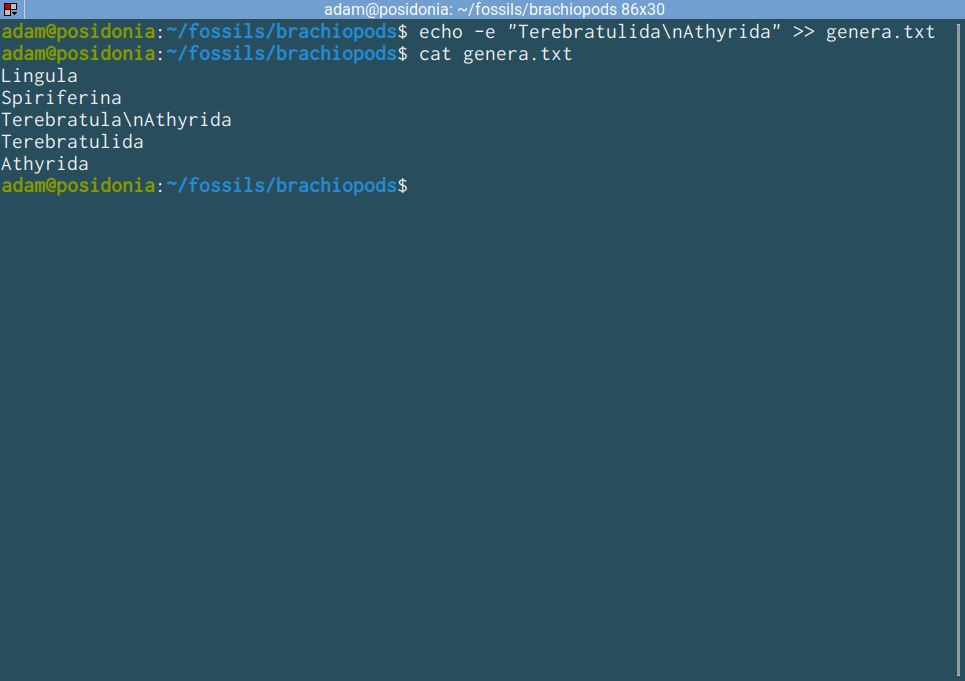 adam@posidonia: ~/fossils/brachiopods 86x30
adam@posidonia:~/fossils/brachiopods$ echo -e "Terebratulida\nAthyrida" >> genera.txt
adam@posidonia:~/fossils/brachiopods$ cat genera.txt
Lingula
Spiriferina
Terebratula\nAthyrida
Terebratulida
Athyrida
adam@posidonia:~/fossils/brachiopods$